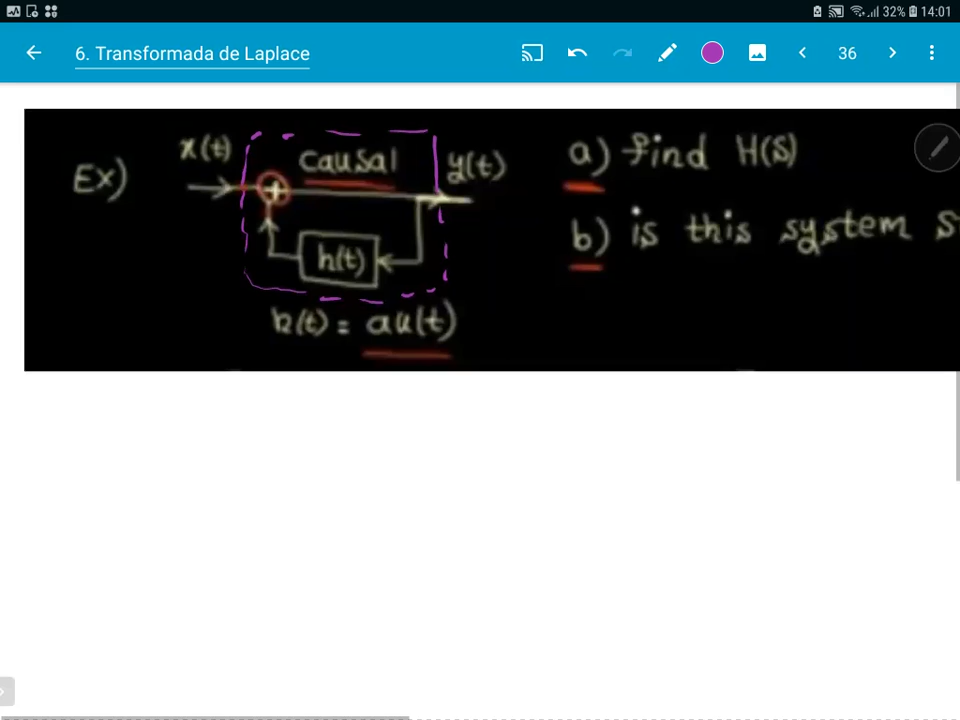 32% 14:01
6. Transformada de Laplace
36
Ex) x(t) causal y(t) a) find H(S)
b) is this system
h(t)
h(t) = au(t)